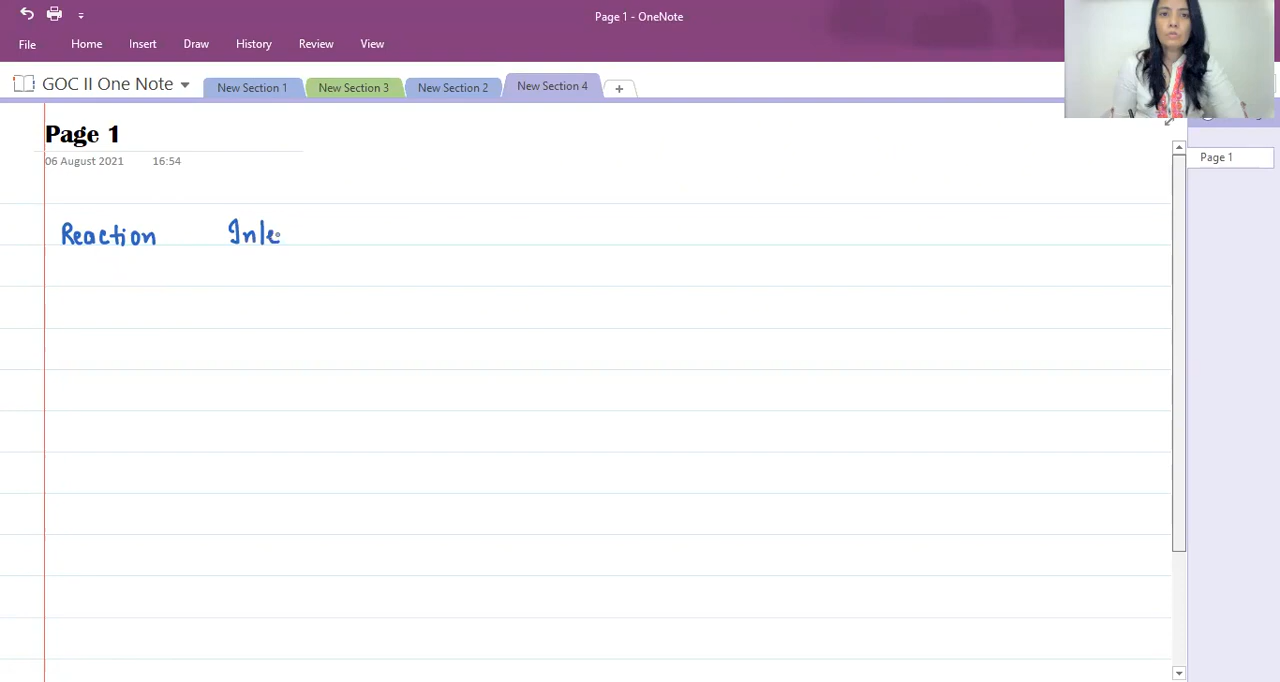 Page 1 - OneNote
File Home Insert Draw History Review View
GOC II One Note New Section 1 New Section 3 New Section 2 New Section 4 +
Page 1
06 August 2021 16:54
Page 1
Reaction Inte